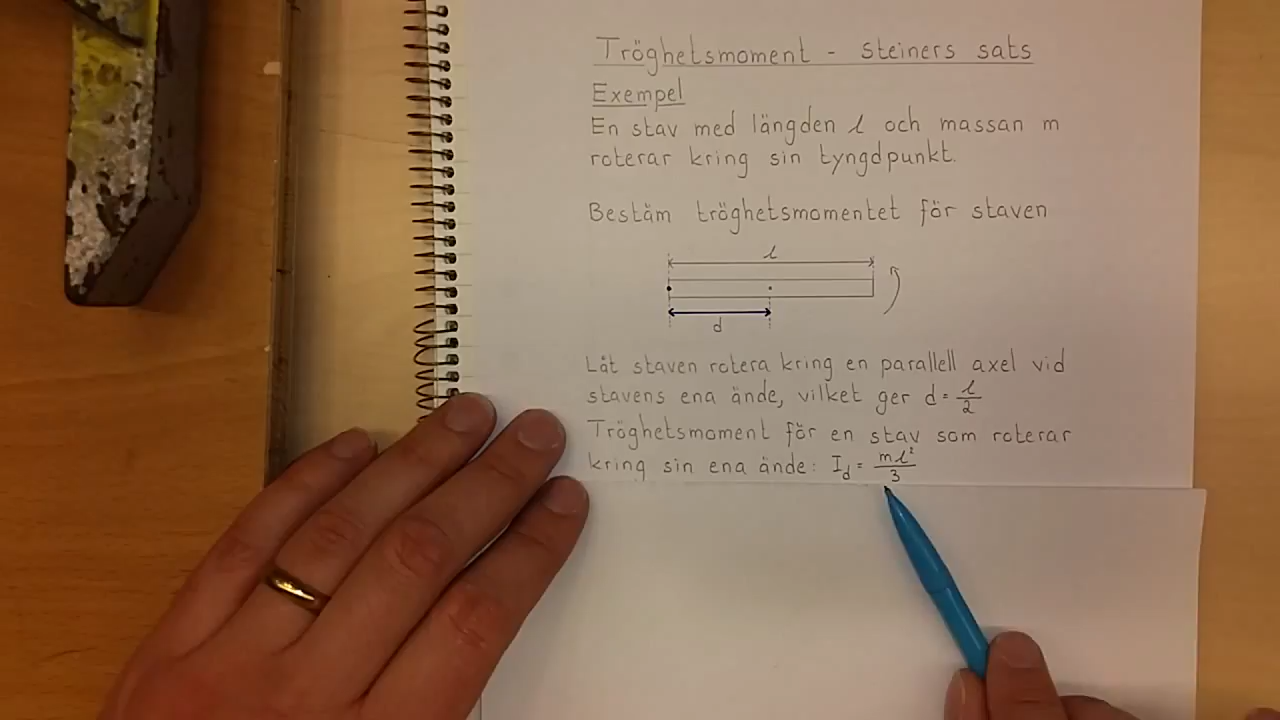 Tröghetsmoment - Steiners sats
Exempel
En stav med längden l och massan m
roterar kring sin tyngdpunkt.
Bestäm tröghetsmomentet för staven
l
d
Låt staven rotera kring en parallell axel vid
stavens ena ände, vilket ger d = l/2
Tröghetsmoment för en stav som roterar
kring sin ena ände: I_d = ml²/3